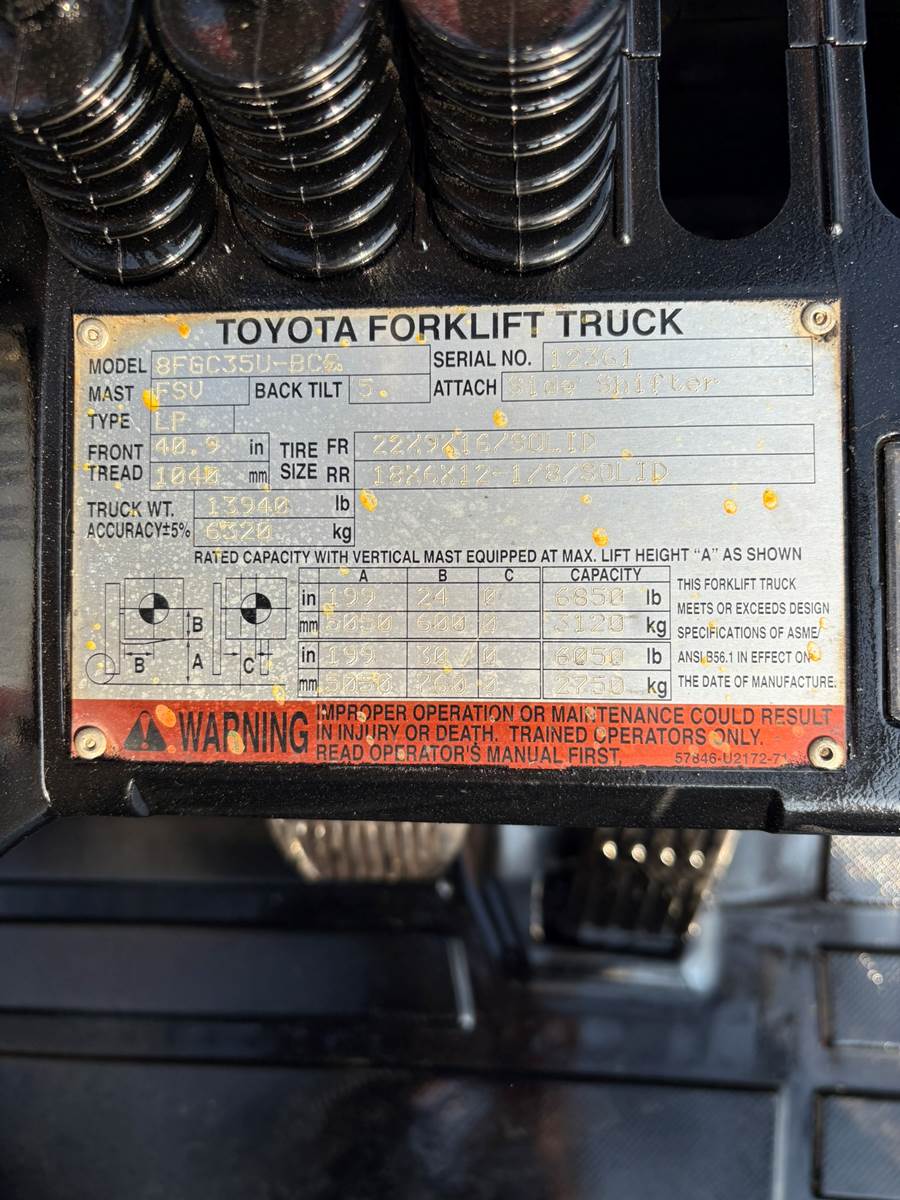 TOYOTA FORKLIFT TRUCK
MODEL 8FGC35U-BCS SERIAL NO. 12361
MAST FSV BACK TILT 5. ATTACH Side Shifter
TYPE LP
FRONT TREAD 40.9 in 1040 mm
TIRE SIZE FR 22X9X16/SOLID
RR 18X6X12-1/8/SOLID
TRUCK WT. 13940 lb
ACCURACY±5% 6320 kg
RATED CAPACITY WITH VERTICAL MAST EQUIPPED AT MAX. LIFT HEIGHT "A" AS SHOWN
A B C CAPACITY
in 199 24 0 6850 lb
mm 5050 600 0 3120 kg
in 199 30 0 6050 lb
mm 5050 760 0 2750 kg
B
B A C
THIS FORKLIFT TRUCK
MEETS OR EXCEEDS DESIGN
SPECIFICATIONS OF ASME/
ANSI B56.1 IN EFFECT ON
THE DATE OF MANUFACTURE.
WARNING
IMPROPER OPERATION OR MAINTENANCE COULD RESULT
IN INJURY OR DEATH. TRAINED OPERATORS ONLY.
READ OPERATOR'S MANUAL FIRST,
57846-U2172-71